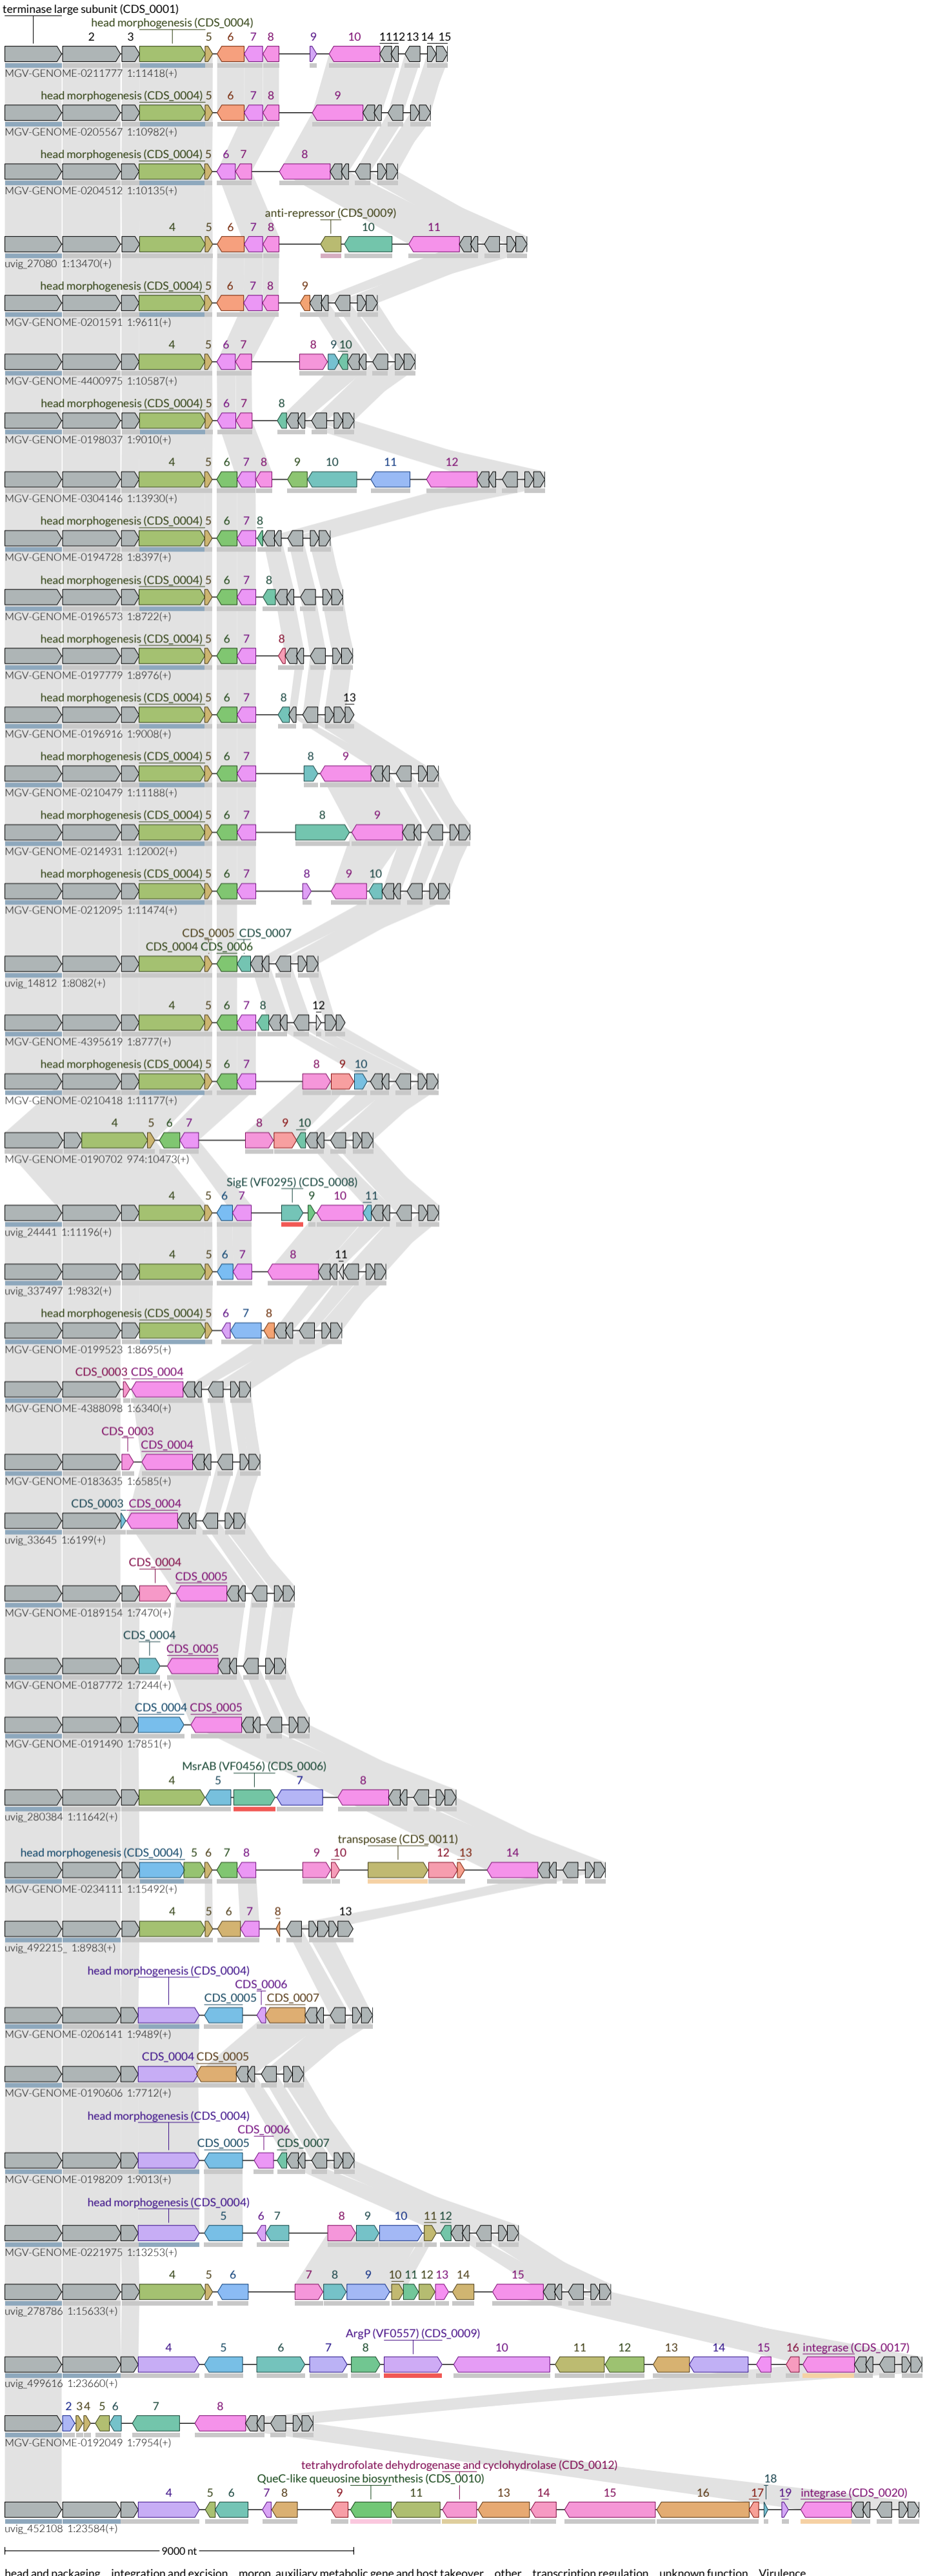 terminase large subunit (CDS_0001)
head morphogenesis (CDS_0004)
2 3 5 6 7 8 9 10 11 12 13 14 15
MGV-GENOME-0211777 1:11418(+)
head morphogenesis (CDS_0004) 5 6 7 8 9
MGV-GENOME-0205567 1:10982(+)
head morphogenesis (CDS_0004) 5 6 7 8
MGV-GENOME-0204512 1:10135(+)
anti-repressor (CDS_0009)
4 5 6 7 8 10 11
uvig_27080 1:13470(+)
head morphogenesis (CDS_0004) 5 6 7 8 9
MGV-GENOME-0201591 1:9611(+)
4 5 6 7 8 9 10
MGV-GENOME-4400975 1:10587(+)
head morphogenesis (CDS_0004) 5 6 7 8
MGV-GENOME-0198037 1:9010(+)
4 5 6 7 8 9 10 11 12
MGV-GENOME-0304146 1:13930(+)
head morphogenesis (CDS_0004) 5 6 7 8
MGV-GENOME-0194728 1:8397(+)
head morphogenesis (CDS_0004) 5 6 7 8
MGV-GENOME-0196573 1:8722(+)
head morphogenesis (CDS_0004) 5 6 7 8
MGV-GENOME-0197779 1:8976(+)
head morphogenesis (CDS_0004) 5 6 7 8 13
MGV-GENOME-0196916 1:9008(+)
head morphogenesis (CDS_0004) 5 6 7 8 9
MGV-GENOME-0210479 1:11188(+)
head morphogenesis (CDS_0004) 5 6 7 8 9
MGV-GENOME-0214931 1:12002(+)
head morphogenesis (CDS_0004) 5 6 7 8 9 10
MGV-GENOME-0212095 1:11474(+)
CDS_0005 CDS_0007
CDS_0004 CDS_0006
uvig_14812 1:8082(+)
4 5 6 7 8 12
MGV-GENOME-4395619 1:8777(+)
head morphogenesis (CDS_0004) 5 6 7 8 9 10
MGV-GENOME-0210418 1:11177(+)
4 5 6 7 8 9 10
MGV-GENOME-0190702 974:10473(+)
SigE (VF0295) (CDS_0008)
4 5 6 7 9 10 11
uvig_24441 1:11196(+)
4 5 6 7 8 11
uvig_337497 1:9832(+)
head morphogenesis (CDS_0004) 5 6 7 8
MGV-GENOME-0199523 1:8695(+)
CDS_0003 CDS_0004
MGV-GENOME-4388098 1:6340(+)
CDS_0003
CDS_0004
MGV-GENOME-0183635 1:6585(+)
CDS_0003 CDS_0004
uvig_33645 1:6199(+)
CDS_0004
CDS_0005
MGV-GENOME-0189154 1:7470(+)
CDS_0004
CDS_0005
MGV-GENOME-0187772 1:7244(+)
CDS_0004 CDS_0005
MGV-GENOME-0191490 1:7851(+)
MsrAB (VF0456) (CDS_0006)
4 5 7 8
uvig_280384 1:11642(+)
transposase (CDS_0011)
head morphogenesis (CDS_0004) 5 6 7 8 9 10 12 13 14
MGV-GENOME-0234111 1:15492(+)
4 5 6 7 8 13
uvig_492215_ 1:8983(+)
head morphogenesis (CDS_0004)
CDS_0006
CDS_0005 CDS_0007
MGV-GENOME-0206141 1:9489(+)
CDS_0004 CDS_0005
MGV-GENOME-0190606 1:7712(+)
head morphogenesis (CDS_0004)
CDS_0006
CDS_0005 CDS_0007
MGV-GENOME-0198209 1:9013(+)
head morphogenesis (CDS_0004)
5 6 7 8 9 10 11 12
MGV-GENOME-0221975 1:13253(+)
4 5 6 7 8 9 10 11 12 13 14 15
uvig_278786 1:15633(+)
ArgP (VF0557) (CDS_0009)
4 5 6 7 8 10 11 12 13 14 15 16 integrase (CDS_0017)
uvig_499616 1:23660(+)
2 3 4 5 6 7 8
MGV-GENOME-0192049 1:7954(+)
tetrahydrofolate dehydrogenase and cyclohydrolase (CDS_0012)
QueC-like queuosine biosynthesis (CDS_0010) 18
4 5 6 7 8 9 11 13 14 15 16 17 19 integrase (CDS_0020)
uvig_452108 1:23584(+)
9000 nt
head and packaging integration and excision moron, auxiliary metabolic gene and host takeover other transcription regulation unknown function Virulence